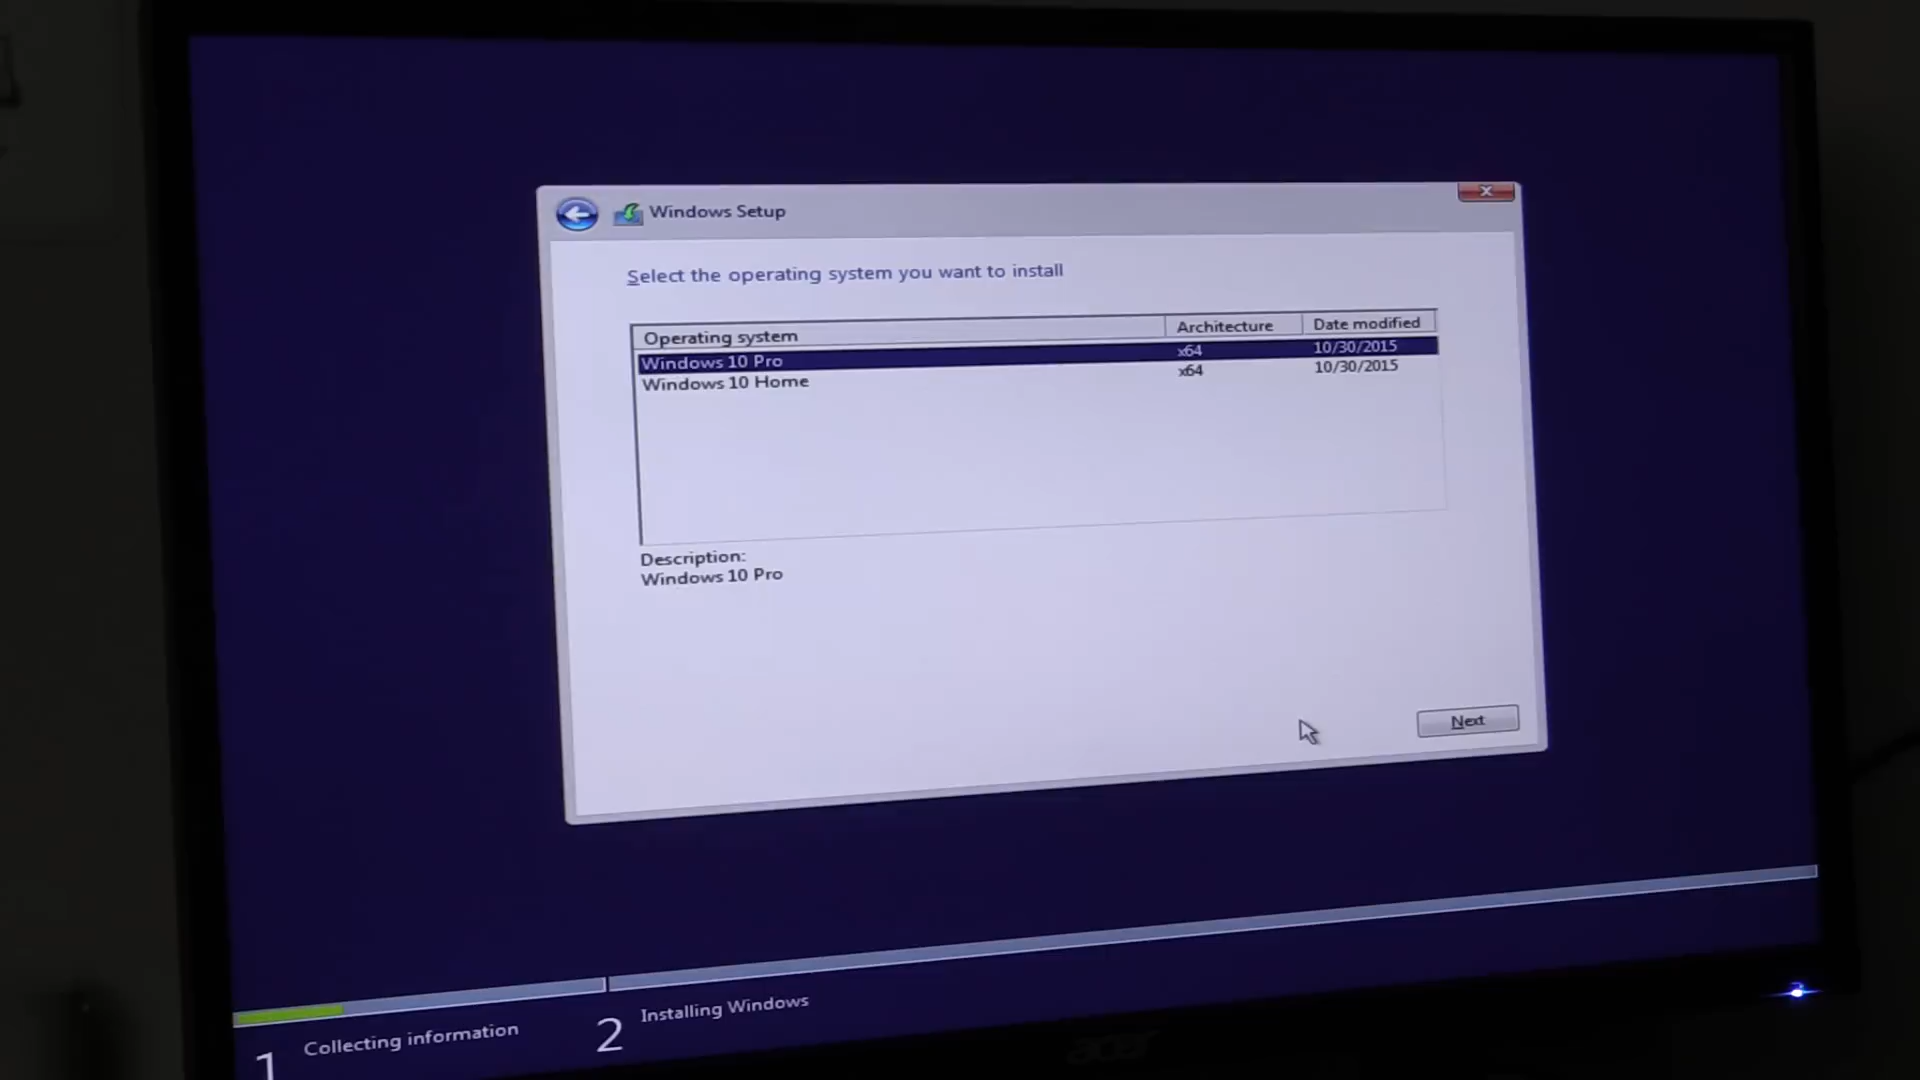 Windows Setup
Select the operating system you want to install
Operating system Architecture Date modified
Windows 10 Pro x64 10/30/2015
Windows 10 Home x64 10/30/2015
Description:
Windows 10 Pro
Next
1 Collecting information
2 Installing Windows
acer